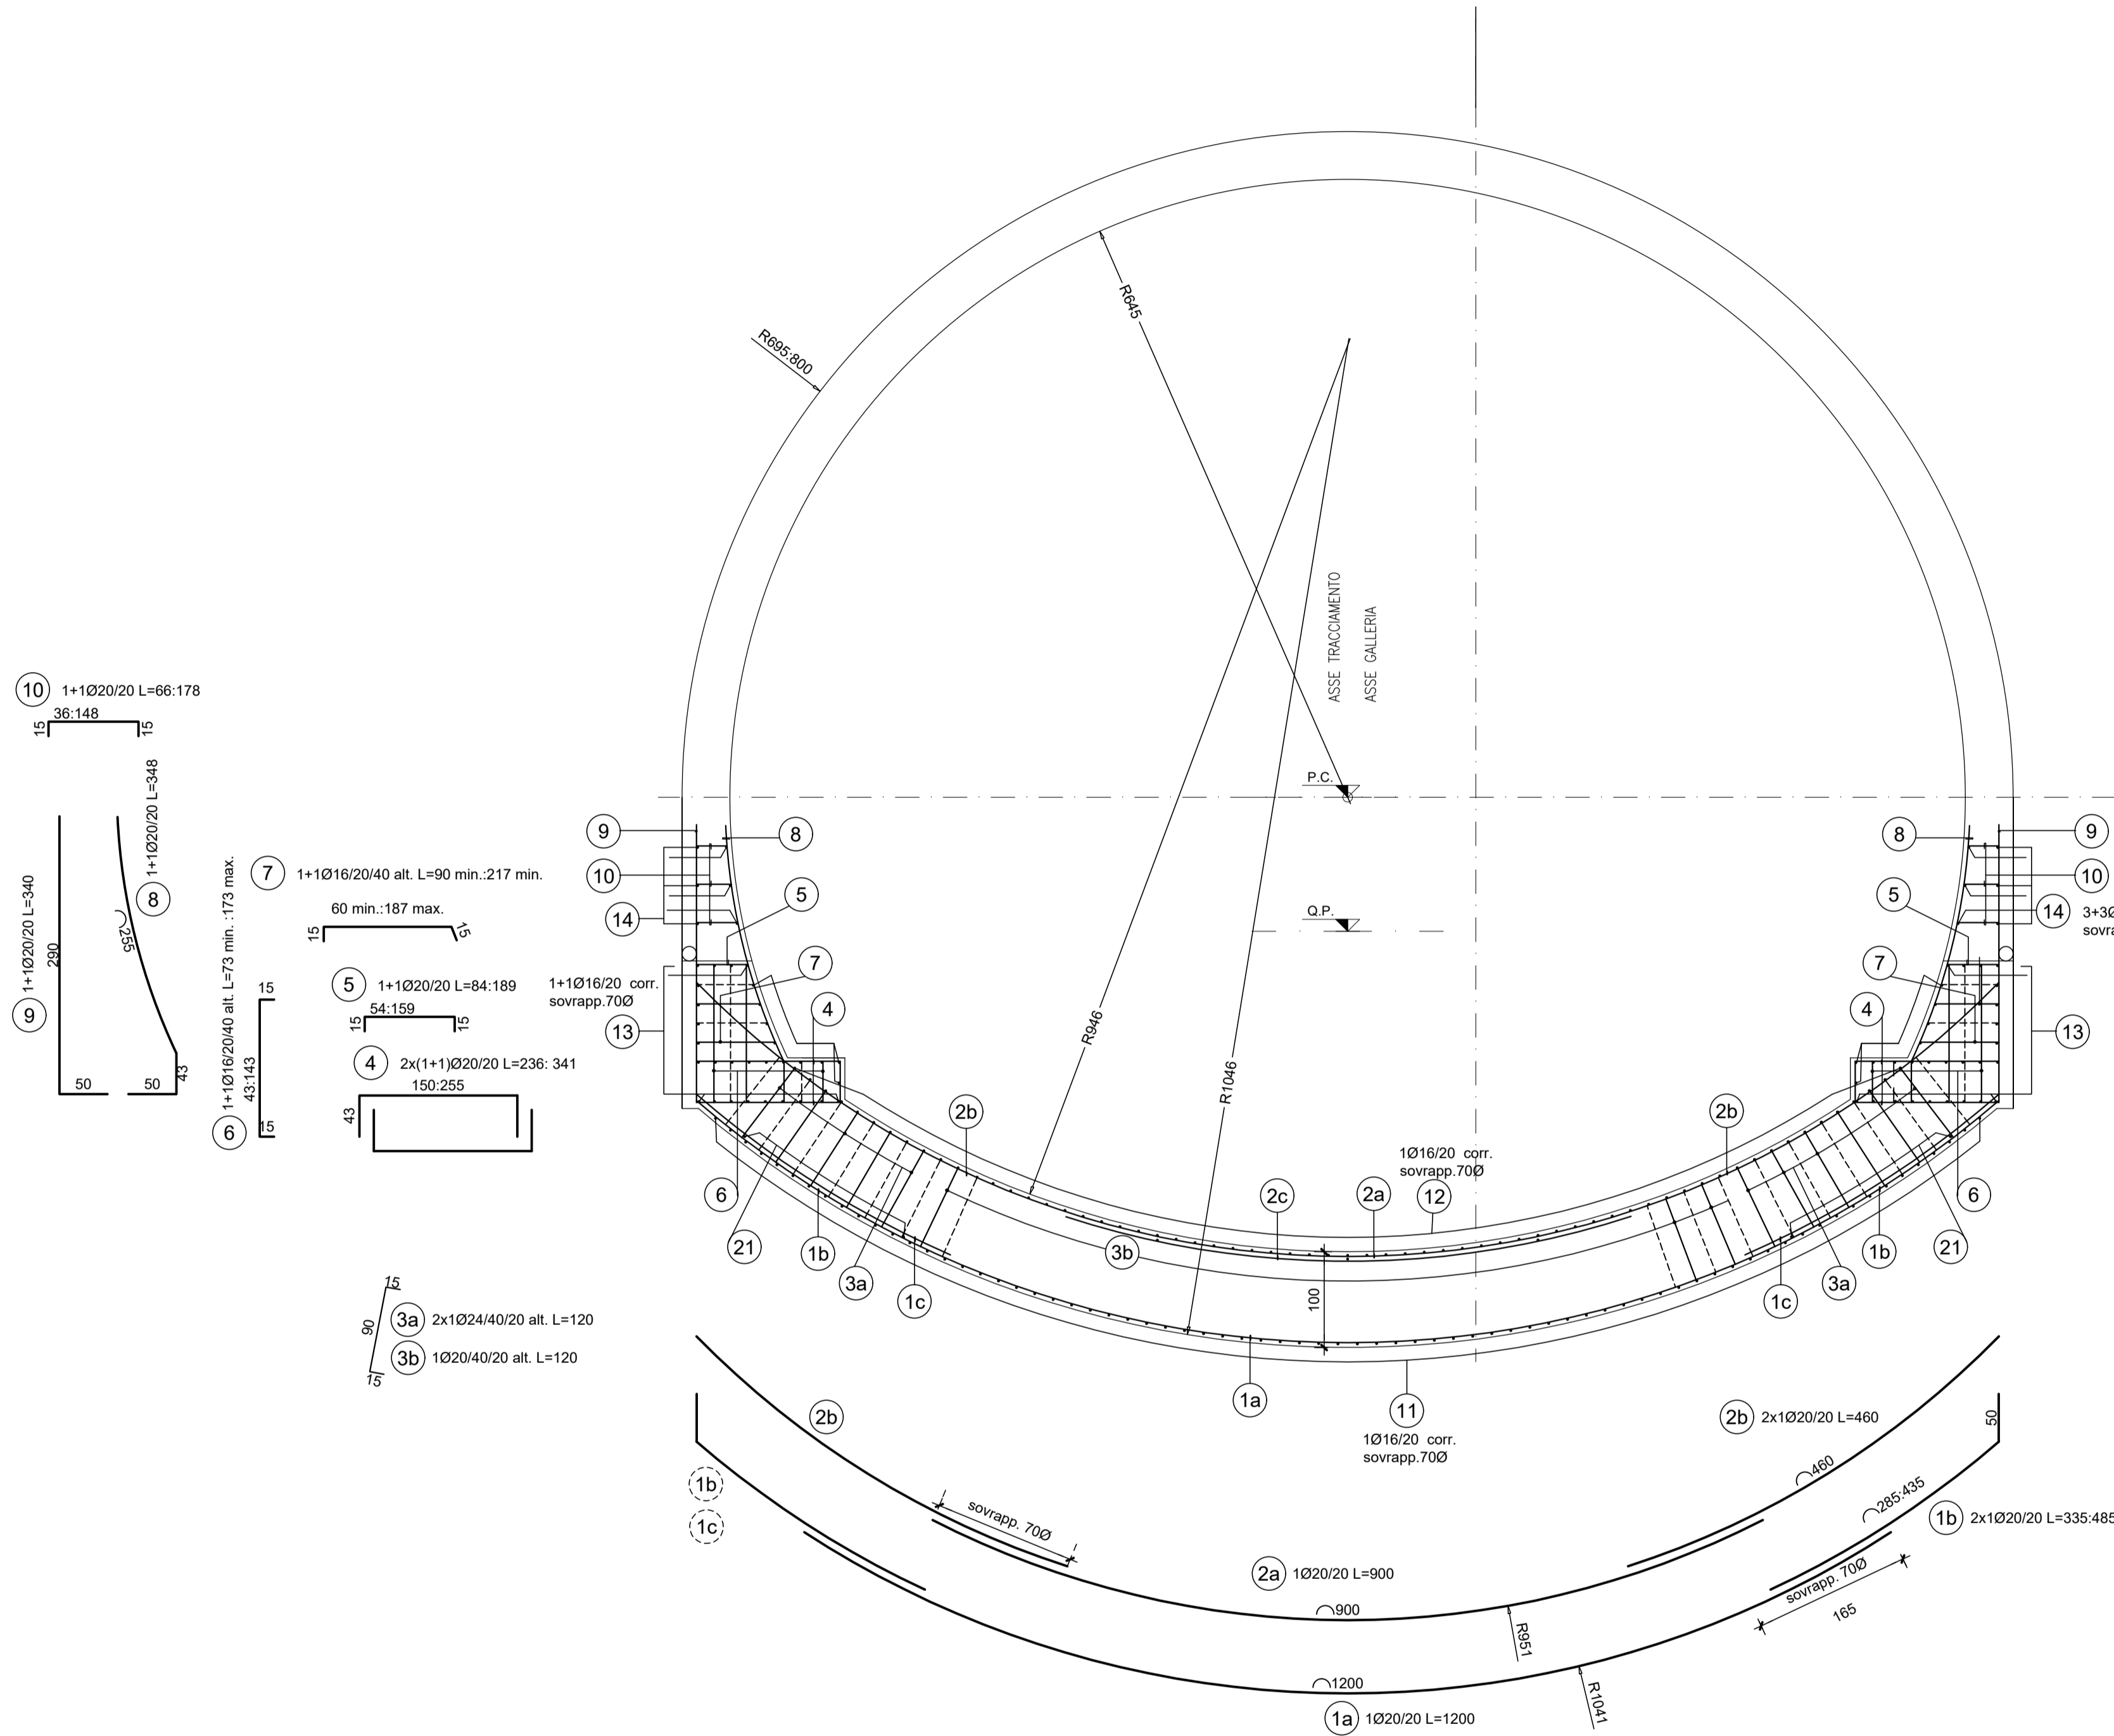 R645
R695:800
R946
R1046
ASSE TRACCIAMENTO
ASSE GALLERIA
P.C.
Q.P.
10 1+1Ø20/20 L=66:178
36:148
15
15
8 1+1Ø20/20 L=348
255
43
50
9 1+1Ø20/20 L=340
290
50
7 1+1Ø16/20/40 alt. L=90 min.:217 min.
60 min.:187 max.
15
15
6 1+1Ø16/20/40 alt. L=73 min. :173 max.
43:143
15
15
5 1+1Ø20/20 L=84:189
54:159
15
15
4 2x(1+1)Ø20/20 L=236: 341
150:255
43
9
8
10
5
14
7
1+1Ø16/20 corr.
sovrapp.70Ø
13
4
2b
6
21
1b
3a
1c
3b
2c
2a
1Ø16/20 corr.
sovrapp.70Ø
12
100
8
9
10
5
14 3+3Ø
sovra
7
4
13
2b
6
21
1b
3a
1c
15
90
15
3a 2x1Ø24/40/20 alt. L=120
3b 1Ø20/40/20 alt. L=120
1a
11
1Ø16/20 corr.
sovrapp.70Ø
2b
2b 2x1Ø20/20 L=460
50
460
285:435
1b
1c
1b 2x1Ø20/20 L=335:485
sovrapp. 70Ø
sovrapp. 70Ø
165
2a 1Ø20/20 L=900
900
R951
1200
R1041
1a 1Ø20/20 L=1200